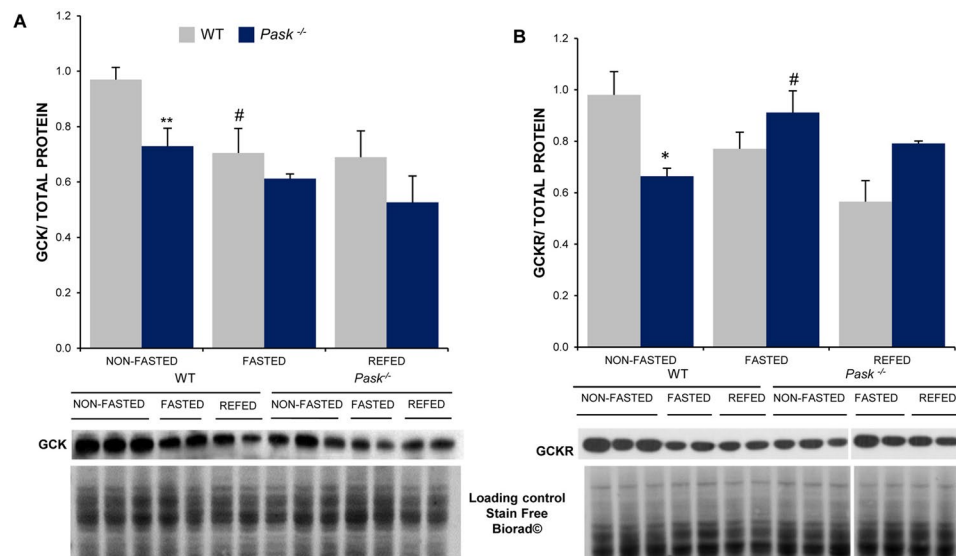 A
1.2
1.0
0.8
0.6
0.4
0.2
0.0
GCK/ TOTAL PROTEIN
WT
Pask -/-
**
#
NON-FASTED
FASTED
REFED
WT
Pask-/-
NON-FASTED
FASTED
REFED
NON-FASTED
FASTED
REFED
GCK
Loading control
Stain Free
Biorad©
B
1.2
1.0
0.8
0.6
0.4
0.2
0.0
GCKR/ TOTAL PROTEIN
*
#
NON-FASTED
FASTED
REFED
WT
Pask -/-
NON-FASTED
FASTED
REFED
NON-FASTED
FASTED
REFED
GCKR